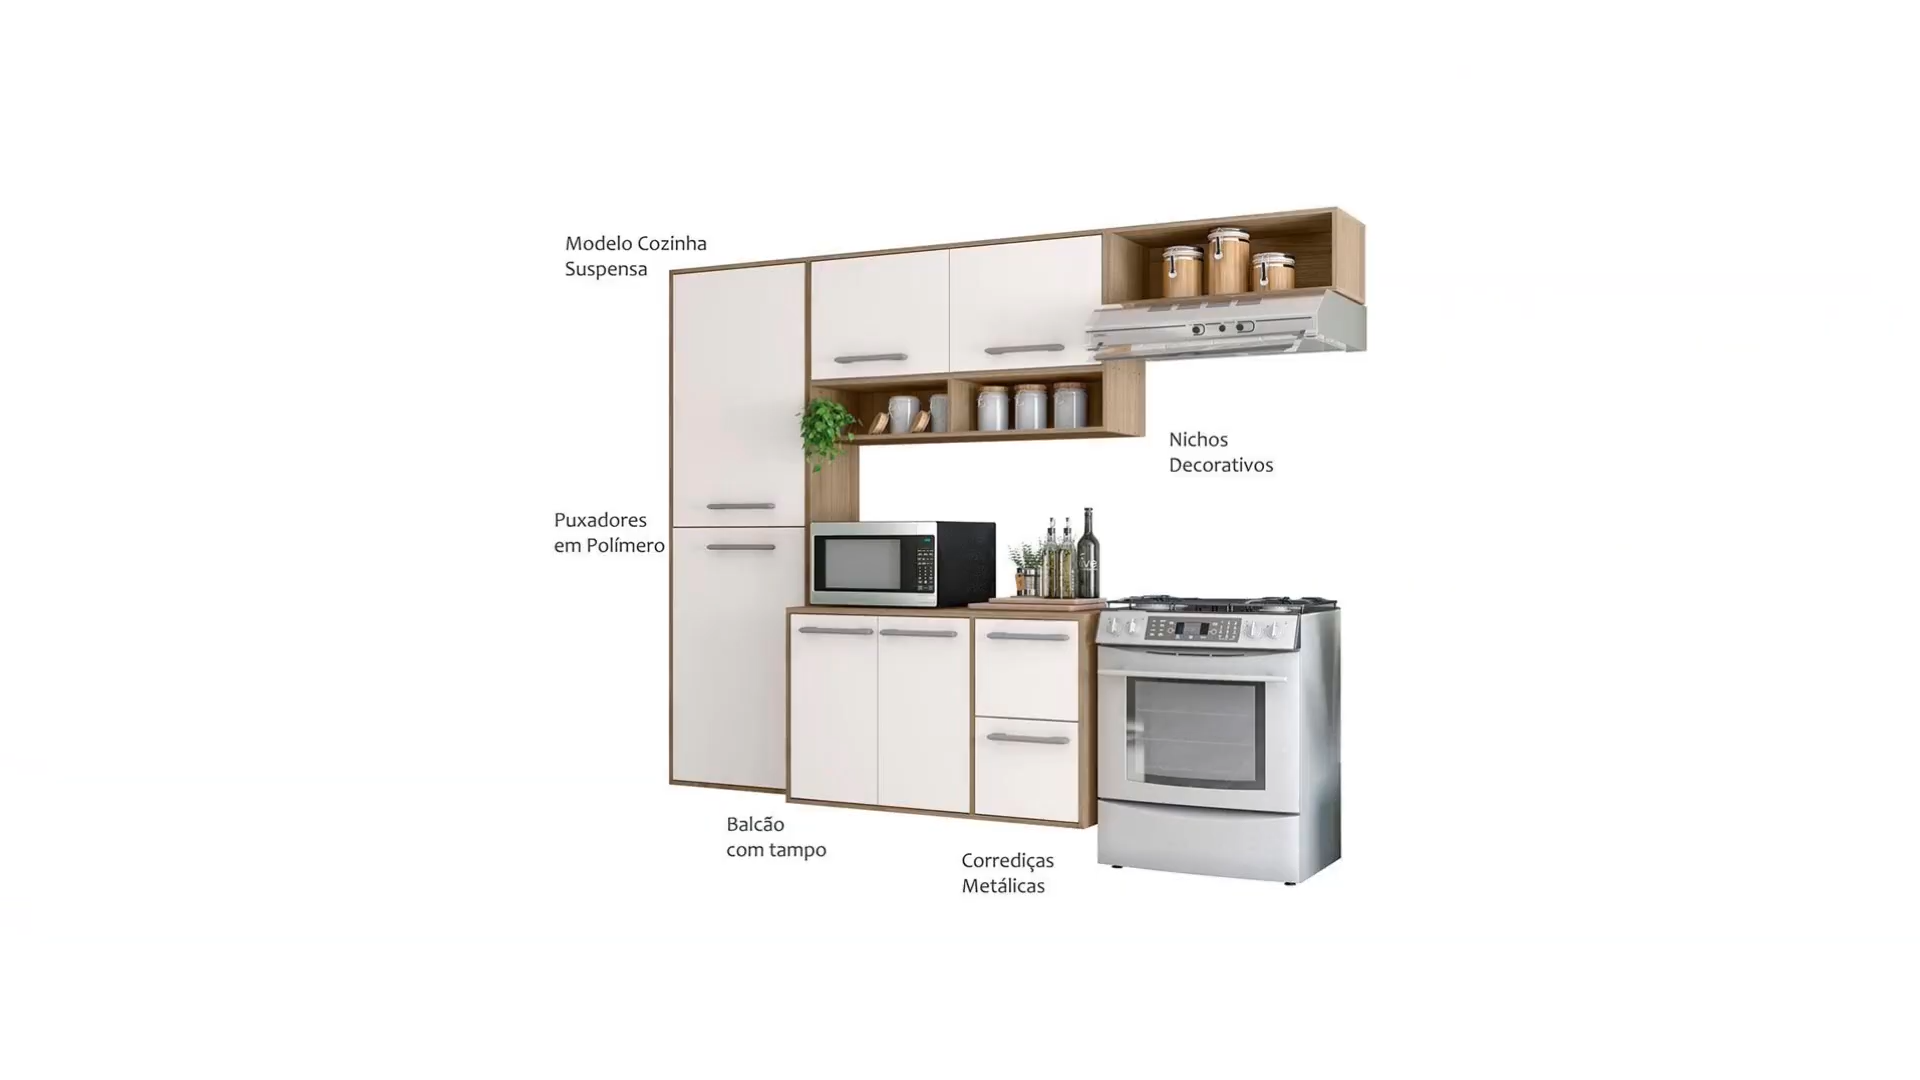 Modelo Cozinha
Suspensa
Nichos
Decorativos
Puxadores
em Polímero
Balcão
com tampo
Corrediças
Metálicas